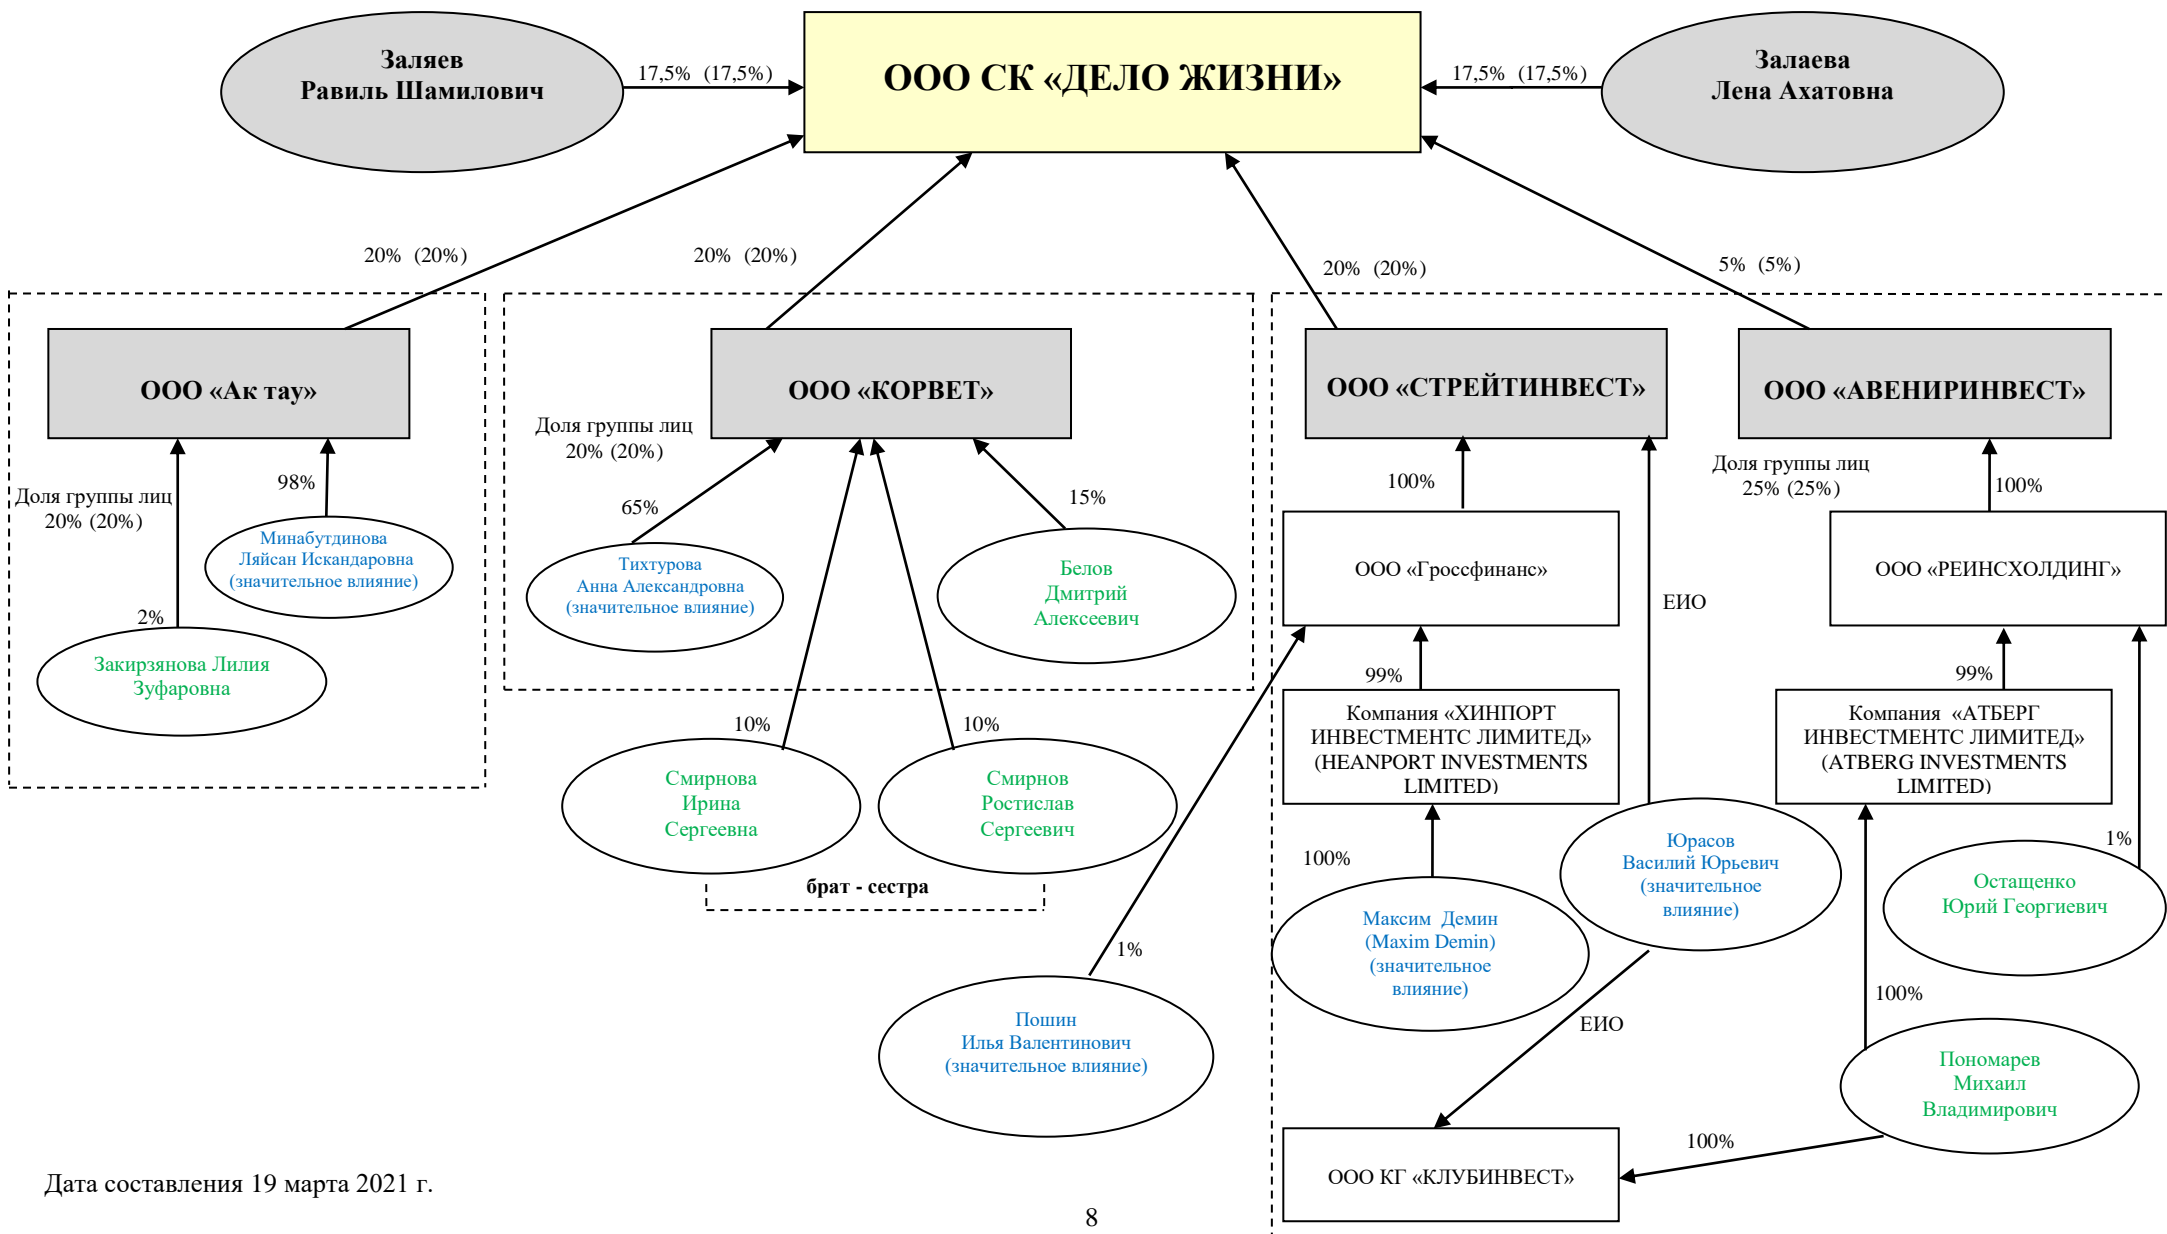 Заляев
Равиль Шамилович
17,5%  (17,5%)
ООО СК «ДЕЛО ЖИЗНИ»
17,5%  (17,5%)
Залаева
Лена Ахатовна
20%  (20%)
20%  (20%)
20%  (20%)
5%  (5%)
ООО «Ак тау»
ООО «КОРВЕТ»
ООО «СТРЕЙТИНВЕСТ»
ООО «АВЕНИРИНВЕСТ»
Доля группы лиц
20% (20%)
98%
Минабутдинова
Ляйсан Искандаровна
(значительное влияние)
2%
Закирзянова Лилия
Зуфаровна
Доля группы лиц
20% (20%)
65%
Тихтурова
Анна Александровна
(значительное влияние)
15%
Белов
Дмитрий
Алексеевич
10%
Смирнова
Ирина
Сергеевна
10%
Смирнов
Ростислав
Сергеевич
брат - сестра
100%
Доля группы лиц
25% (25%)
100%
ООО «Гроссфинанс»
ЕИО
ООО «РЕИНСХОЛДИНГ»
99%
Компания «ХИНПОРТ
ИНВЕСТМЕНТС ЛИМИТЕД»
(HEANPORT INVESTMENTS
LIMITED)
99%
Компания  «АТБЕРГ
ИНВЕСТМЕНТС ЛИМИТЕД»
(ATBERG INVESTMENTS
LIMITED)
100%
Максим  Демин
(Maxim Demin)
(значительное
влияние)
Юрасов
Василий Юрьевич
(значительное
влияние)
1%
Остащенко
Юрий Георгиевич
1%
Пошин
Илья Валентинович
(значительное влияние)
ЕИО
100%
Пономарев
Михаил
Владимирович
100%
ООО КГ «КЛУБИНВЕСТ»
Дата составления 19 марта 2021 г.
8